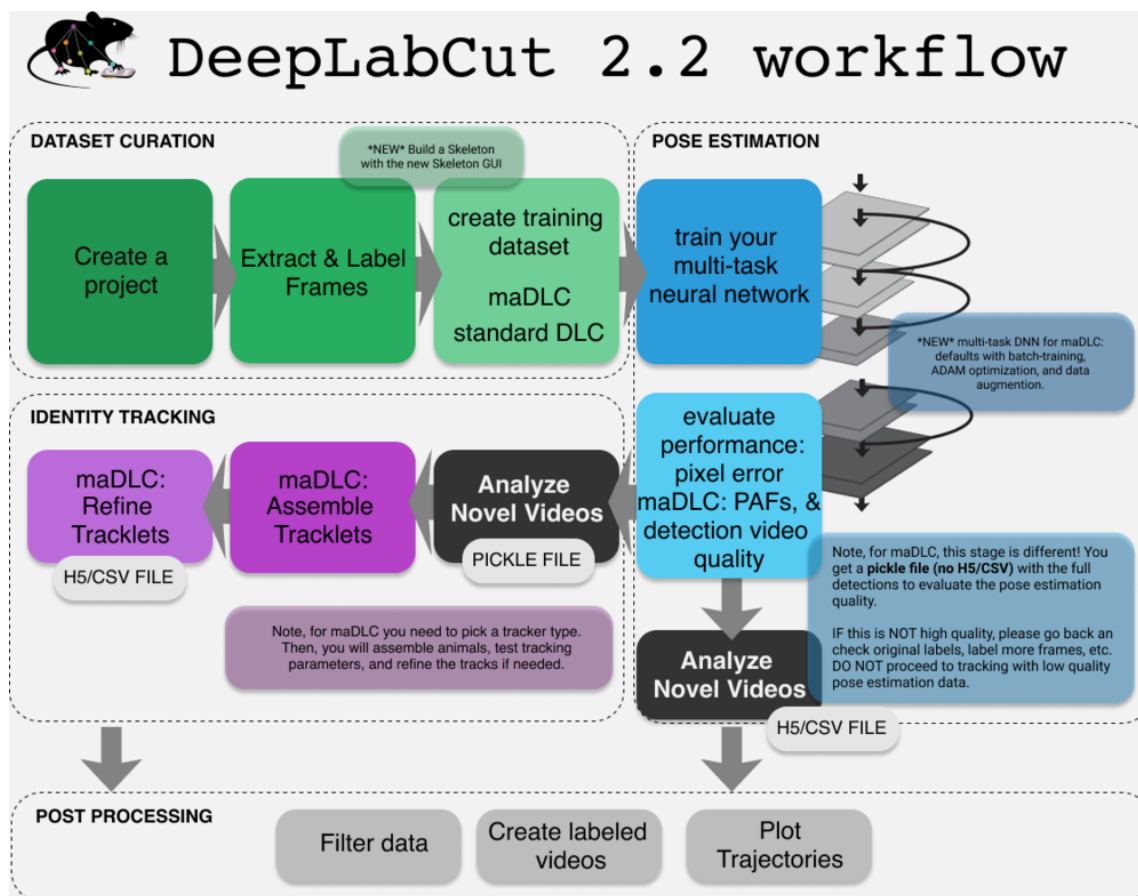 DeepLabCut 2.2 workflow
DATASET CURATION
*NEW* Build a Skeleton
with the new Skeleton GUI
Create a
project
Extract & Label
Frames
create training
dataset
maDLC
standard DLC
POSE ESTIMATION
train your
multi-task
neural network
*NEW* multi-task DNN for maDLC:
defaults with batch-training,
ADAM optimization, and data
augmention.
evaluate
performance:
pixel error
maDLC: PAFs, &
detection video
quality
Note, for maDLC, this stage is different! You
get a pickle file (no H5/CSV) with the full
detections to evaluate the pose estimation
quality.
IF this is NOT high quality, please go back an
check original labels, label more frames, etc.
DO NOT proceed to tracking with low quality
pose estimation data.
Analyze
Novel Videos
H5/CSV FILE
IDENTITY TRACKING
maDLC:
Refine
Tracklets
H5/CSV FILE
maDLC:
Assemble
Tracklets
Analyze
Novel Videos
PICKLE FILE
Note, for maDLC you need to pick a tracker type.
Then, you will assemble animals, test tracking
parameters, and refine the tracks if needed.
POST PROCESSING
Filter data
Create labeled
videos
Plot
Trajectories